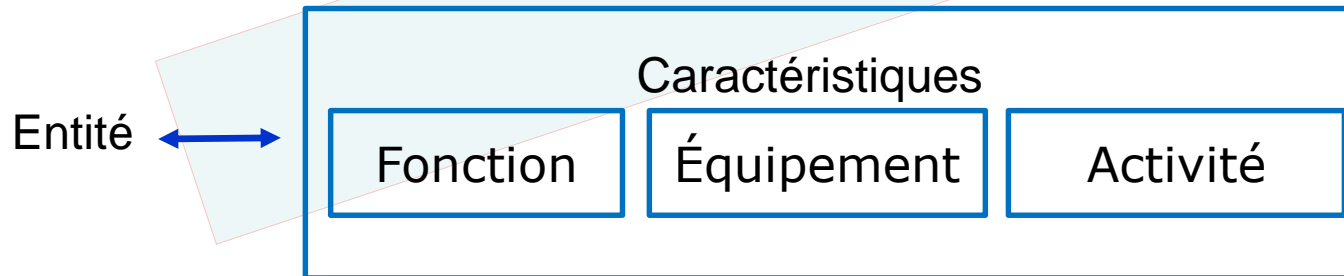 Caractéristiques
Entité
Fonction
Équipement
Activité